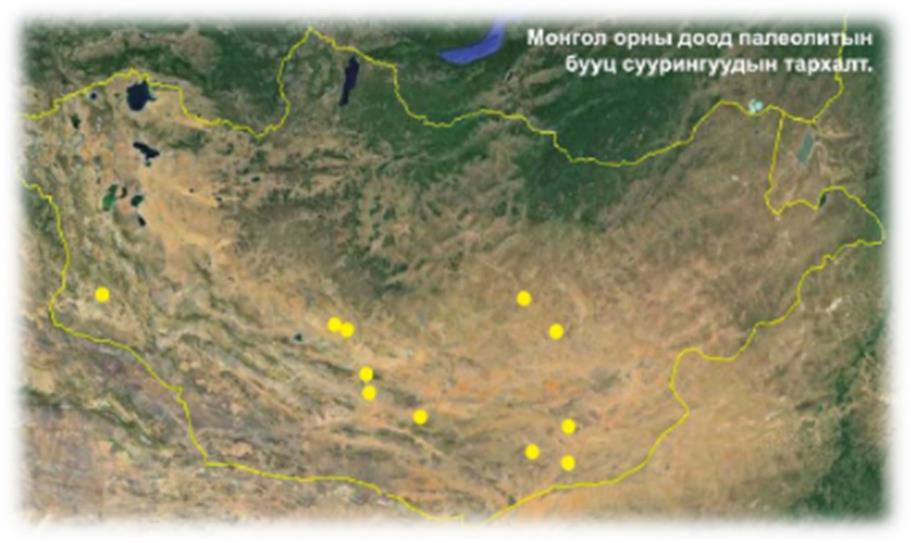 Монгол орны доод палеолитын
бууц суурингуудын тархалт.